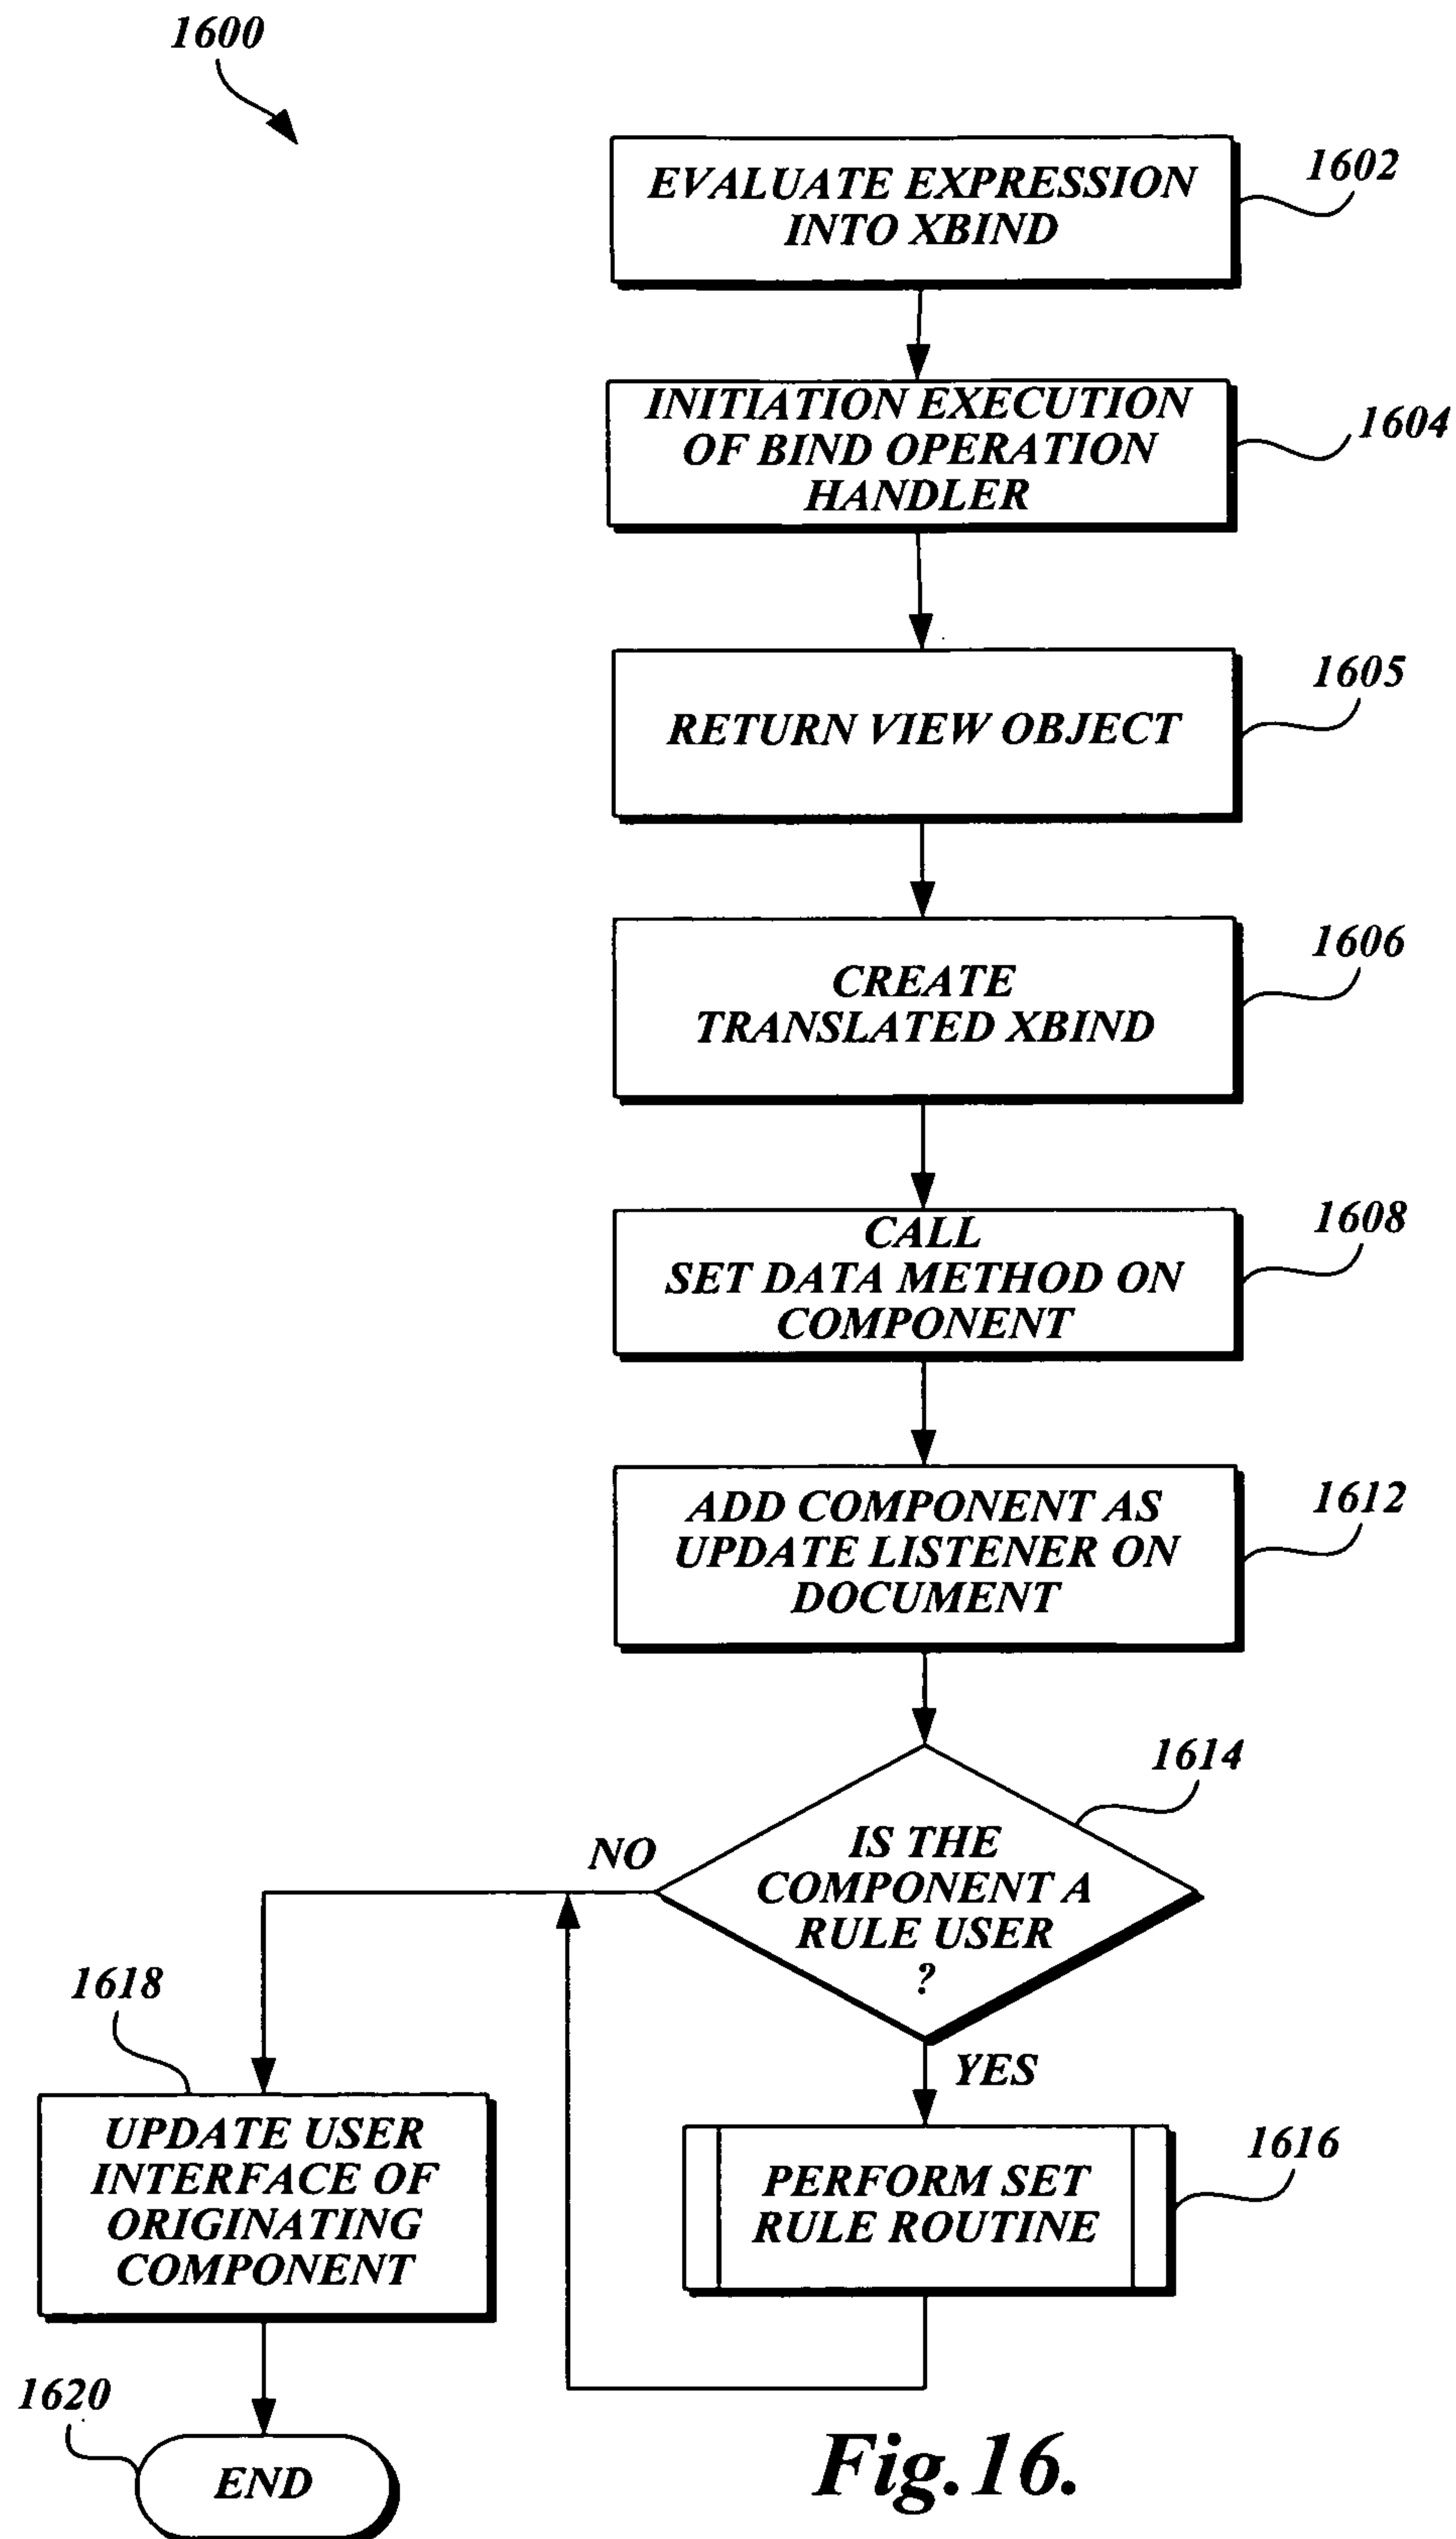 1600
EVALUATE EXPRESSION
INTO XBIND
1602
INITIATION EXECUTION
OF BIND OPERATION
HANDLER
1604
RETURN VIEW OBJECT
1605
CREATE
TRANSLATED XBIND
1606
CALL
SET DATA METHOD ON
COMPONENT
1608
ADD COMPONENT AS
UPDATE LISTENER ON
DOCUMENT
1612
IS THE
COMPONENT A
RULE USER
?
1614
NO
YES
PERFORM SET
RULE ROUTINE
1616
1618
UPDATE USER
INTERFACE OF
ORIGINATING
COMPONENT
1620
END
Fig.16.